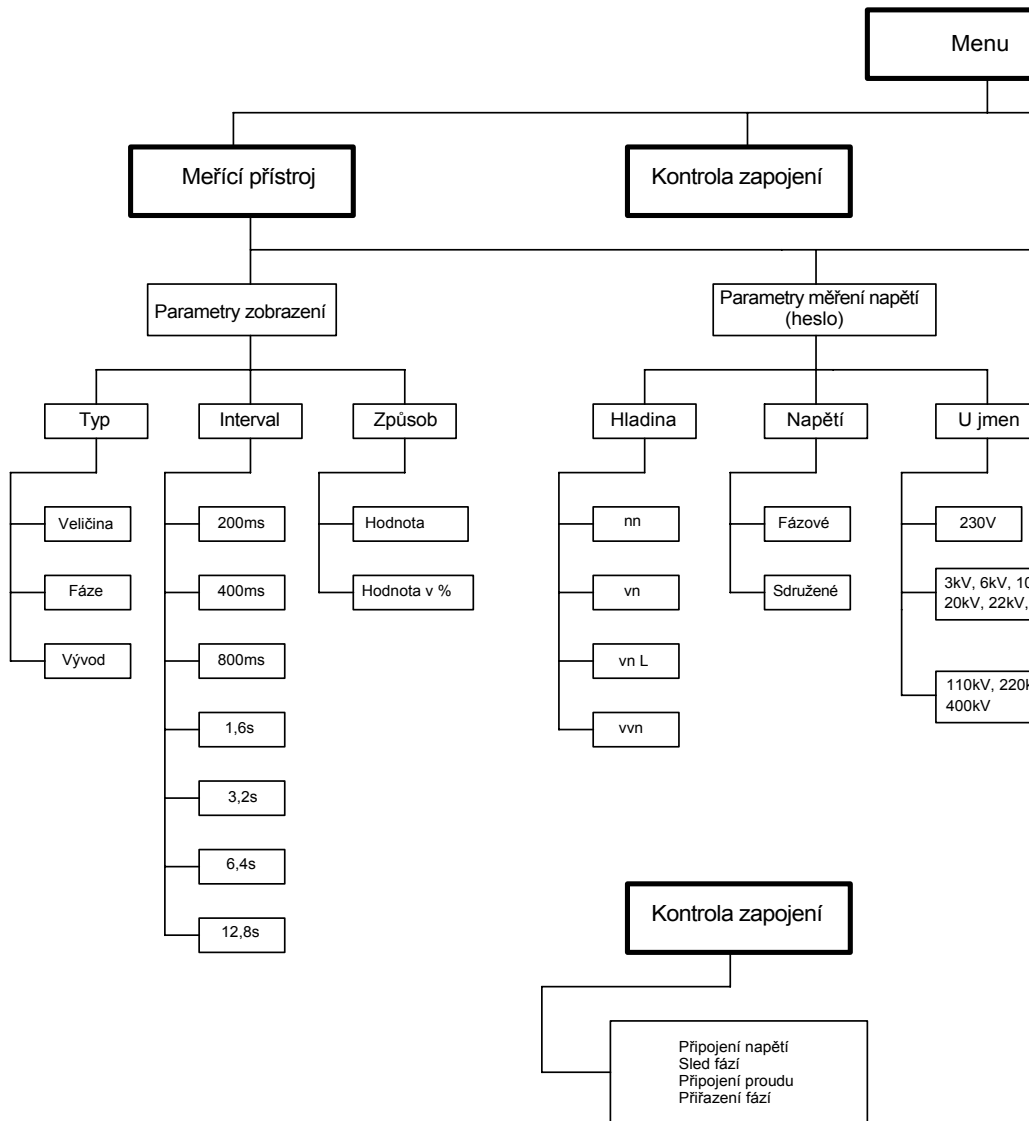 Menu
Meřící přístroj
Kontrola zapojení
Parametry zobrazení
Parametry měření napětí
(heslo)
Typ
Interval
Způsob
Hladina
Napětí
U jmen
Veličina
200ms
Hodnota
nn
Fázové
230V
Fáze
400ms
Hodnota v %
vn
Sdružené
3kV, 6kV, 10
20kV, 22kV,
Vývod
800ms
vn L
110kV, 220k
400kV
1,6s
vvn
3,2s
6,4s
12,8s
Kontrola zapojení
Připojení napětí
Sled fází
Připojení proudu
Přiřazení fází